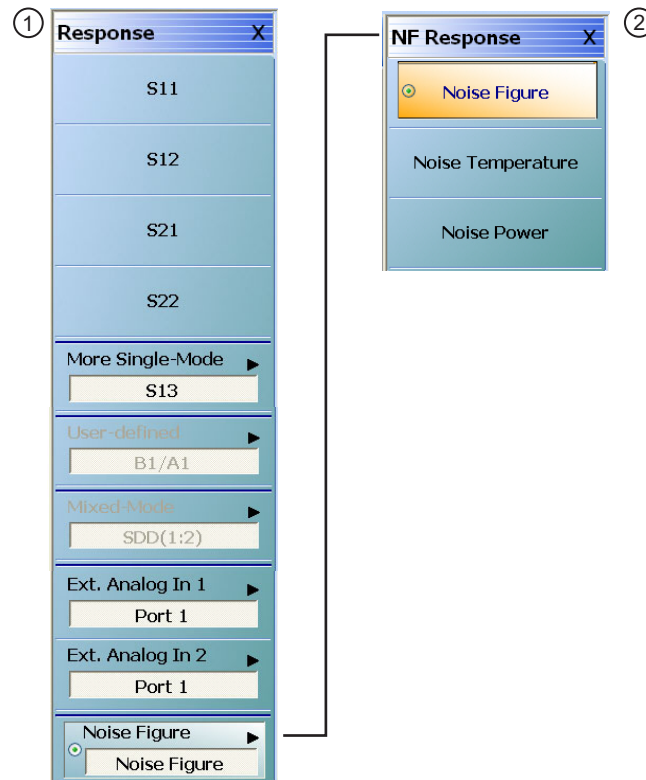 1
Response X
S11
S12
S21
S22
More Single-Mode
S13
User-defined
B1/A1
Mixed-Mode
SDD(1:2)
Ext. Analog In 1
Port 1
Ext. Analog In 2
Port 1
Noise Figure
Noise Figure
NF Response X
2
Noise Figure
Noise Temperature
Noise Power